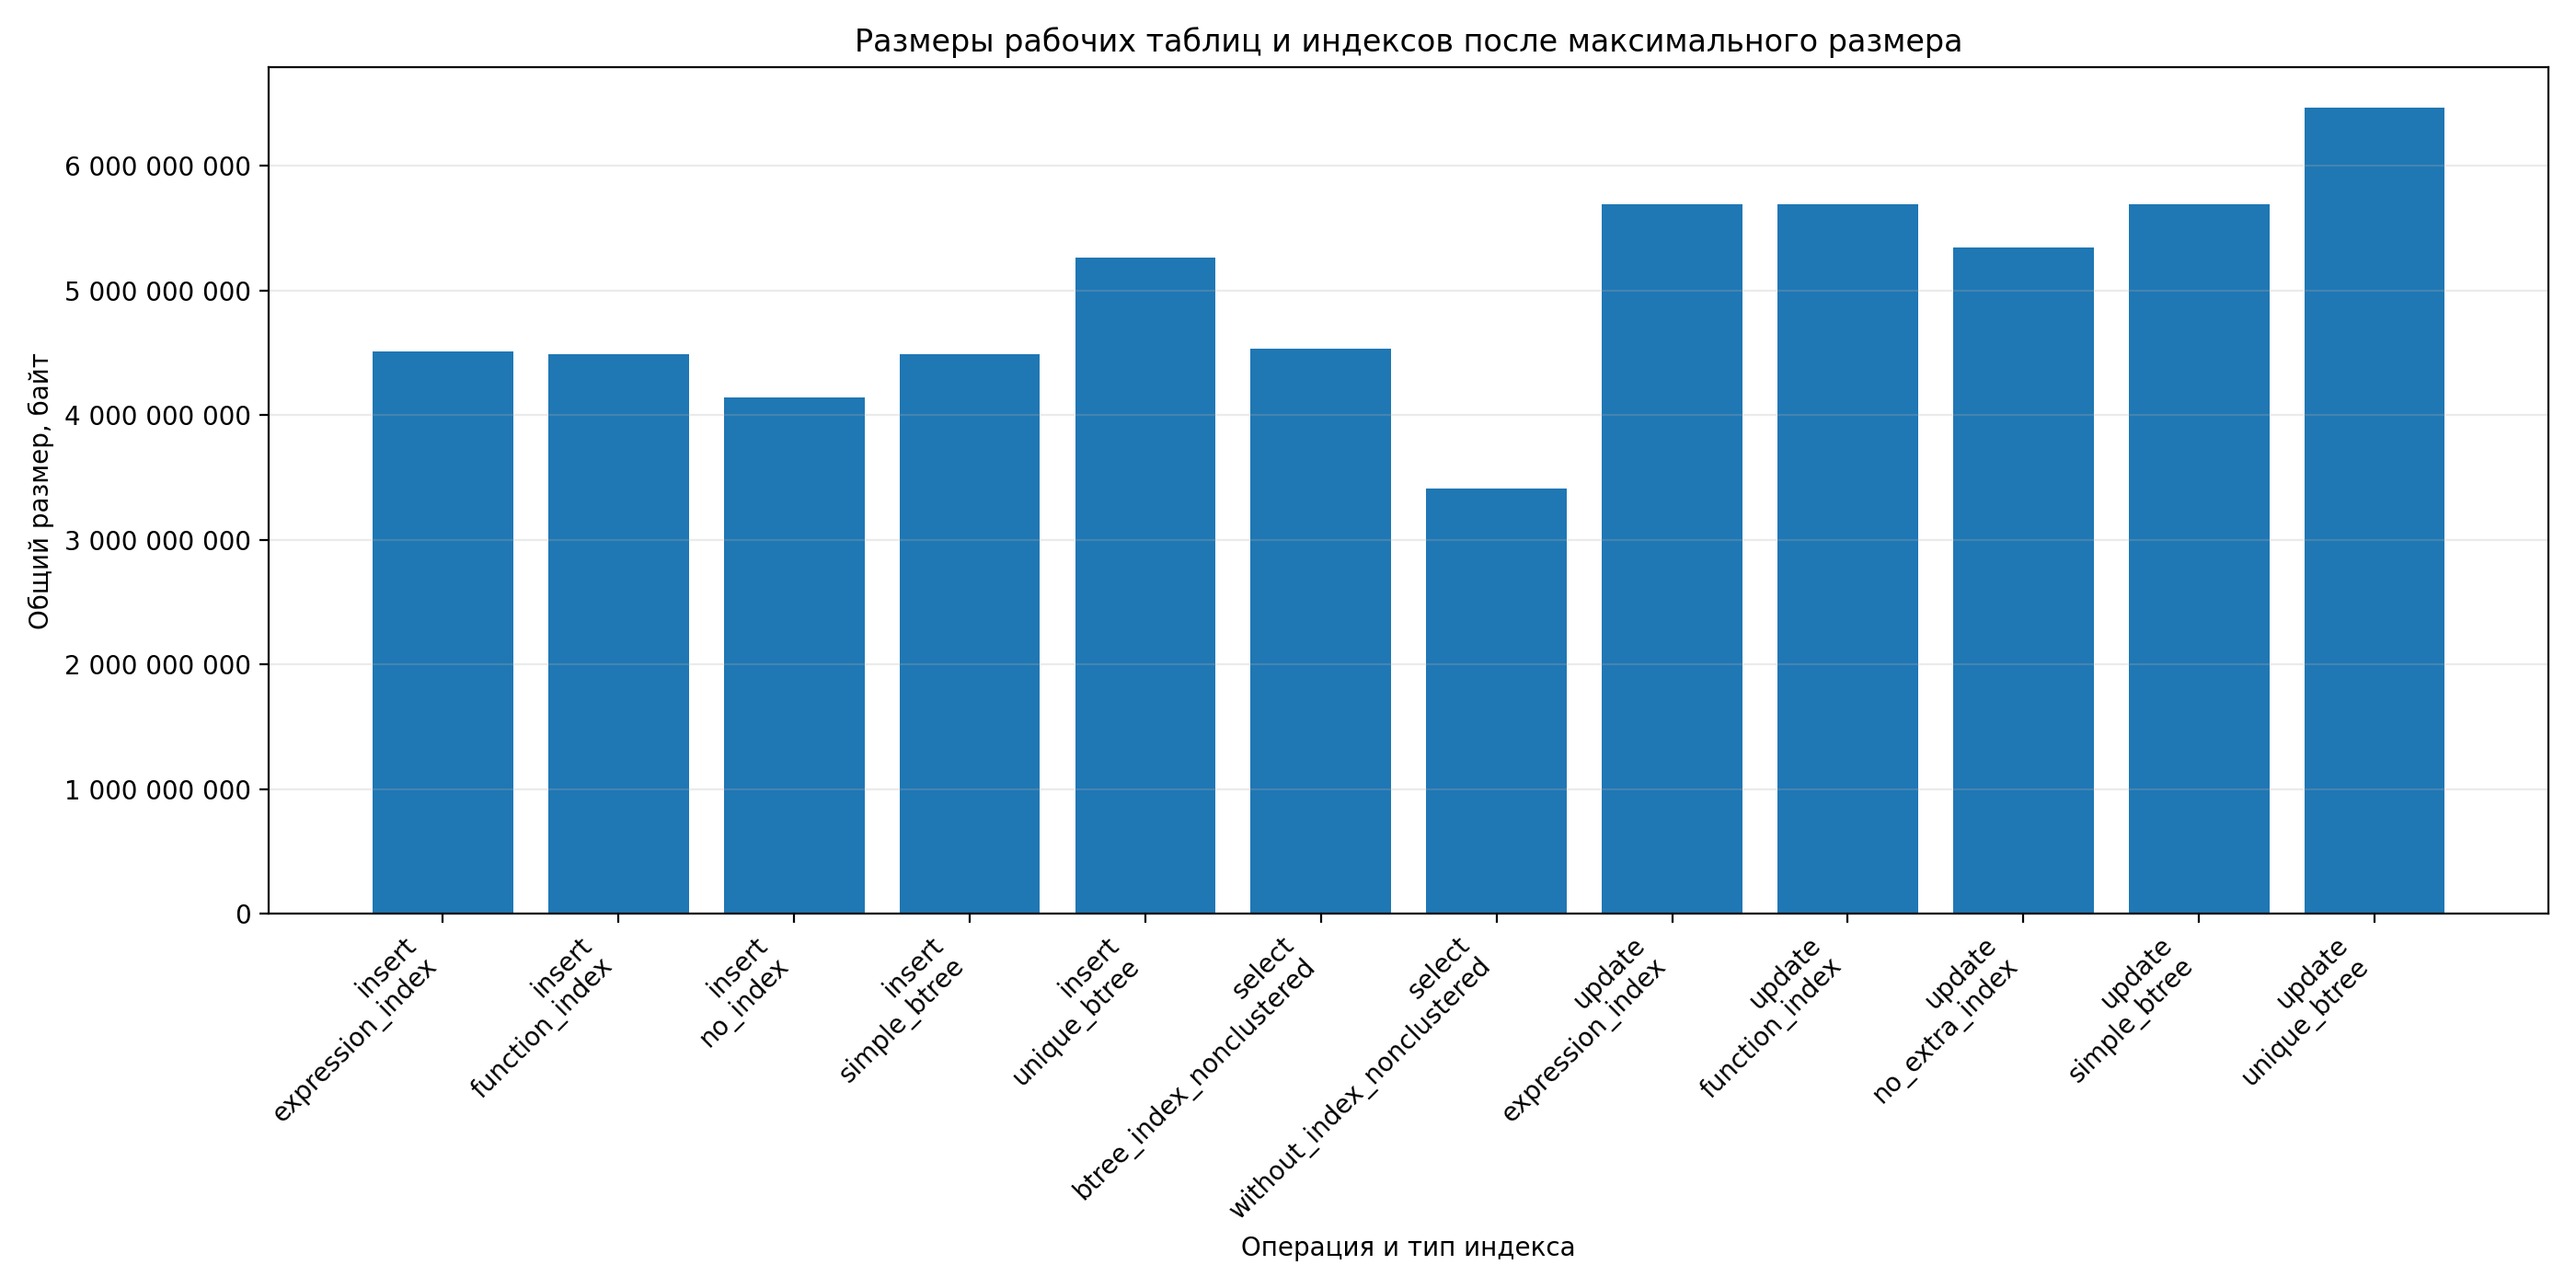 Размеры рабочих таблиц и индексов после максимального размера
Общий размер, байт
6 000 000 000
5 000 000 000
4 000 000 000
3 000 000 000
2 000 000 000
1 000 000 000
0
insert
expression_index
insert
function_index
insert
no_index
insert
simple_btree
insert
unique_btree
select
btree_index_nonclustered
select
without_index_nonclustered
update
expression_index
update
function_index
update
no_extra_index
update
simple_btree
update
unique_btree
Операция и тип индекса